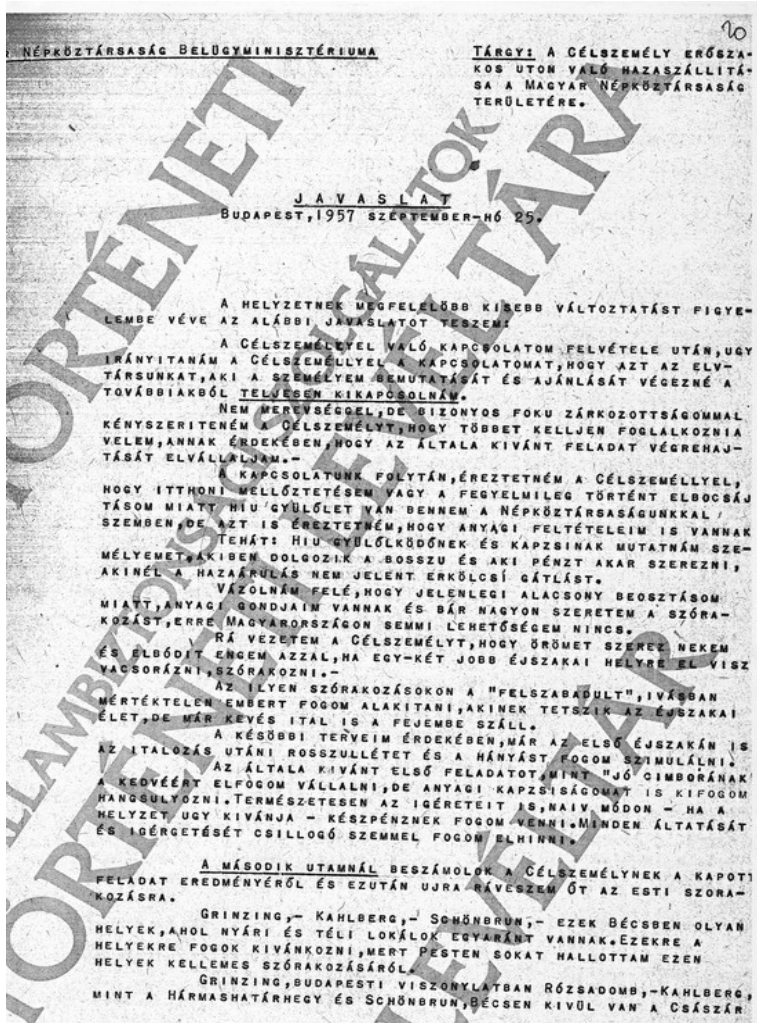 20
NÉPKÖZTÁRSASÁG BELÜGYMINISZTÉRIUMA
TÁRGY: A CÉLSZEMÉLY ERŐSZA-
KOS UTON VALÓ HAZASZÁLLITÁ-
SA A MAGYAR NÉPKÖZTÁRSASÁG
TERÜLETÉRE.
JAVASLAT
BUDAPEST,1957 SZEPTEMBER-HÓ 25.
A HELYZETNEK MEGFELELŐBB KISEBB VÁLTOZTATÁST FIGYE-
LEMBE VÉVE AZ ALÁBBI JAVASLATOT TESZEM:
A CÉLSZEMÉLLYEL VALÓ KAPCSOLATOM FELVÉTELE UTÁN,UGY
IRÁNYITANÁM A CÉLSZEMÉLLYEL A KAPCSOLATOMAT,HOGY AZT AZ ELV-
TÁRSUNKAT,AKI A SZEMÉLYEM BEMUTATÁSÁT ÉS AJÁNLÁSÁT VÉGEZNÉ A
TOVÁBBIAKBÓL TELJESEN KIKAPCSOLNÁM.
NEM MEREVSÉGGEL,DE BIZONYOS FOKU ZÁRKOZOTTSÁGOMMAL
KÉNYSZERITENÉM A CÉLSZEMÉLYT,HOGY TÖBBET KELLJEN FOGLALKOZNIA
VELEM,ANNAK ÉRDEKÉBEN,HOGY AZ ÁLTALA KIVÁNT FELADAT VÉGREHAJ-
TÁSÁT ELVÁLLALJAM.-
A KAPCSOLATUNK FOLYTÁN,ÉREZTETNÉM A CÉLSZEMÉLLYEL,
HOGY ITTHONI MELLŐZTETÉSEM VAGY A FEGYELMILEG TÖRTÉNT ELBOCSÁJ
TÁSOM MIATT HIU GYÜLÖLET VAN BENNEM A NÉPKÖZTÁRSASÁGUNKKAL
SZEMBEN,DE AZT IS ÉREZTETNÉM,HOGY ANYAGI FELTÉTELEIM IS VANNAK
TEHÁT: HIU GYÜLÖLKÖDŐNEK ÉS KAPZSINAK MUTATNÁM SZE-
MÉLYEMET,AKIBEN DOLGOZIK A BOSSZU ÉS AKI PÉNZT AKAR SZEREZNI,
AKINÉL A HAZAÁRULÁS NEM JELENT ERKÖLCSÍ GÁTLÁST.
VÁZOLNÁM FELÉ,HOGY JELENLEGI ALACSONY BEOSZTÁSOM
MIATT,ANYAGI GONDJAIM VANNAK ÉS BÁR NAGYON SZERETEM A SZÓRA-
KOZÁST,ERRE MAGYARORSZÁGON SEMMI LEHETŐSÉGEM NINCS.
RÁ VEZETEM A CÉLSZEMÉLYT,HOGY ÖRÖMET SZEREZ NEKEM
ÉS ELBÓDIT ENGEM AZZAL,HA EGY-KÉT JOBB ÉJSZAKAI HELYRE EL VISZ
VACSORÁZNI,SZÓRAKOZNI.-
AZ ILYEN SZÓRAKOZÁSOKON A "FELSZABADULT",IVÁSBAN
MÉRTÉKTELEN EMBERT FOGOM ALAKITANI,AKINEK TETSZIK AZ ÉJSZAKAI
ÉLET,DE MÁR KEVÉS ITAL IS A FEJEMBE SZÁLL.
A KÉSŐBBI TERVEIM ÉRDEKÉBEN,MÁR AZ ELSŐ ÉJSZAKÁN IS
AZ ITALOZÁS UTÁNI ROSSZULLÉTET ÉS A HÁNYÁST FOGOM SZIMULÁLNI.
AZ ÁLTALA KIVÁNT ELSŐ FELADATOT,MINT "JÓ CIMBORÁNAK"
A KEDVÉÉRT ELFOGOM VÁLLALNI,DE ANYAGI KAPZSISÁGOMAT IS KIFOGOM
HANGSULYOZNI.TERMÉSZETESEN AZ IGÉRETEIT IS,NAIV MÓDON - HA A
HELYZET UGY KIVÁNJA - KÉSZPÉNZNEK FOGOM VENNI.MINDEN ÁLTATÁSÁT
ÉS IGÉRGETÉSÉT CSILLOGÓ SZEMMEL FOGOM ELHINNI.
A MÁSODIK UTAMNÁL BESZÁMOLOK A CÉLSZEMÉLYNEK A KAPOTT
FELADAT EREDMÉNYÉRŐL ÉS EZUTÁN UJRA RÁVESZEM ŐT AZ ESTI SZORA-
KOZÁSRA.
GRINZING,- KAHLBERG,- SCHÖNBRUN,- EZEK BÉCSBEN OLYAN
HELYEK,AHOL NYÁRI ÉS TÉLI LOKÁLOK EGYARÁNT VANNAK.EZEKRE A
HELYEKRE FOGOK KIVÁNKOZNI,MERT PESTEN SOKAT HALLOTTAM EZEN
HELYEK KELLEMES SZÓRAKOZÁSÁRÓL.
GRINZING,BUDAPESTI VISZONYLATBAN RÓZSADOMB,-KAHLBERG,
MINT A HÁRMASHATÁRHEGY ÉS SCHÖNBRUN,BÉCSEN KIVÜL VAN A CSÁSZÁR
ÁLLAMBIZTONSÁGI SZOLGÁLATOK
TÖRTÉNETI LEVÉLTÁRA